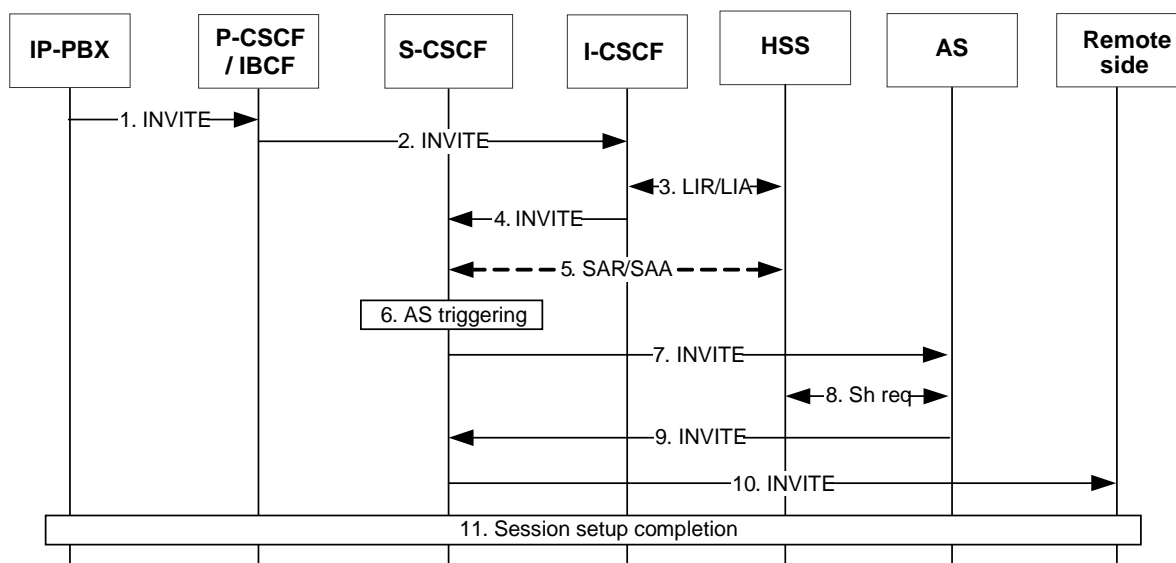 IP-PBX
P-CSCF
/ IBCF
S-CSCF
I-CSCF
HSS
AS
Remote
side
1. INVITE
2. INVITE
3. LIR/LIA
4. INVITE
5. SAR/SAA
6. AS triggering
7. INVITE
8. Sh req
9. INVITE
10. INVITE
11. Session setup completion